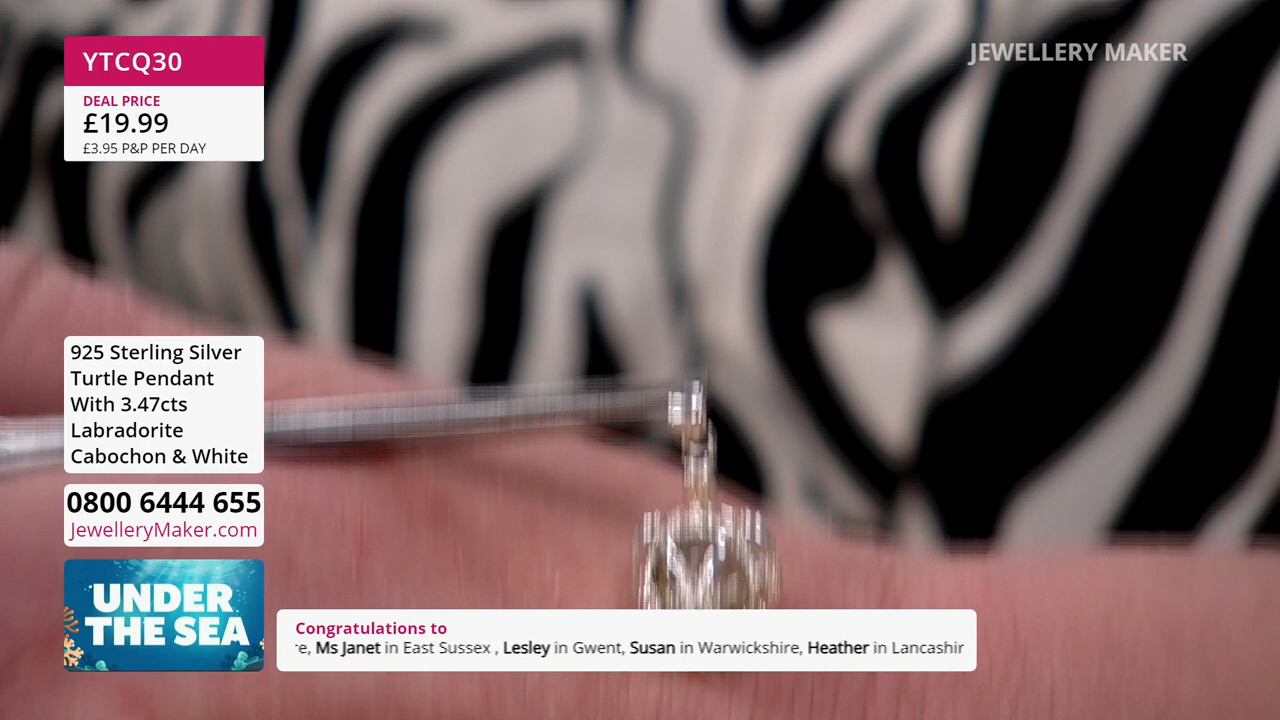 YTCQ30
JEWELLERY MAKER
DEAL PRICE
£19.99
£3.95 P&P PER DAY
925 Sterling Silver
Turtle Pendant
With 3.47cts
Labradorite
Cabochon & White
0800 6444 655
JewelleryMaker.com
UNDER
THE SEA
Congratulations to
re, Ms Janet in East Sussex , Lesley in Gwent, Susan in Warwickshire, Heather in Lancashir